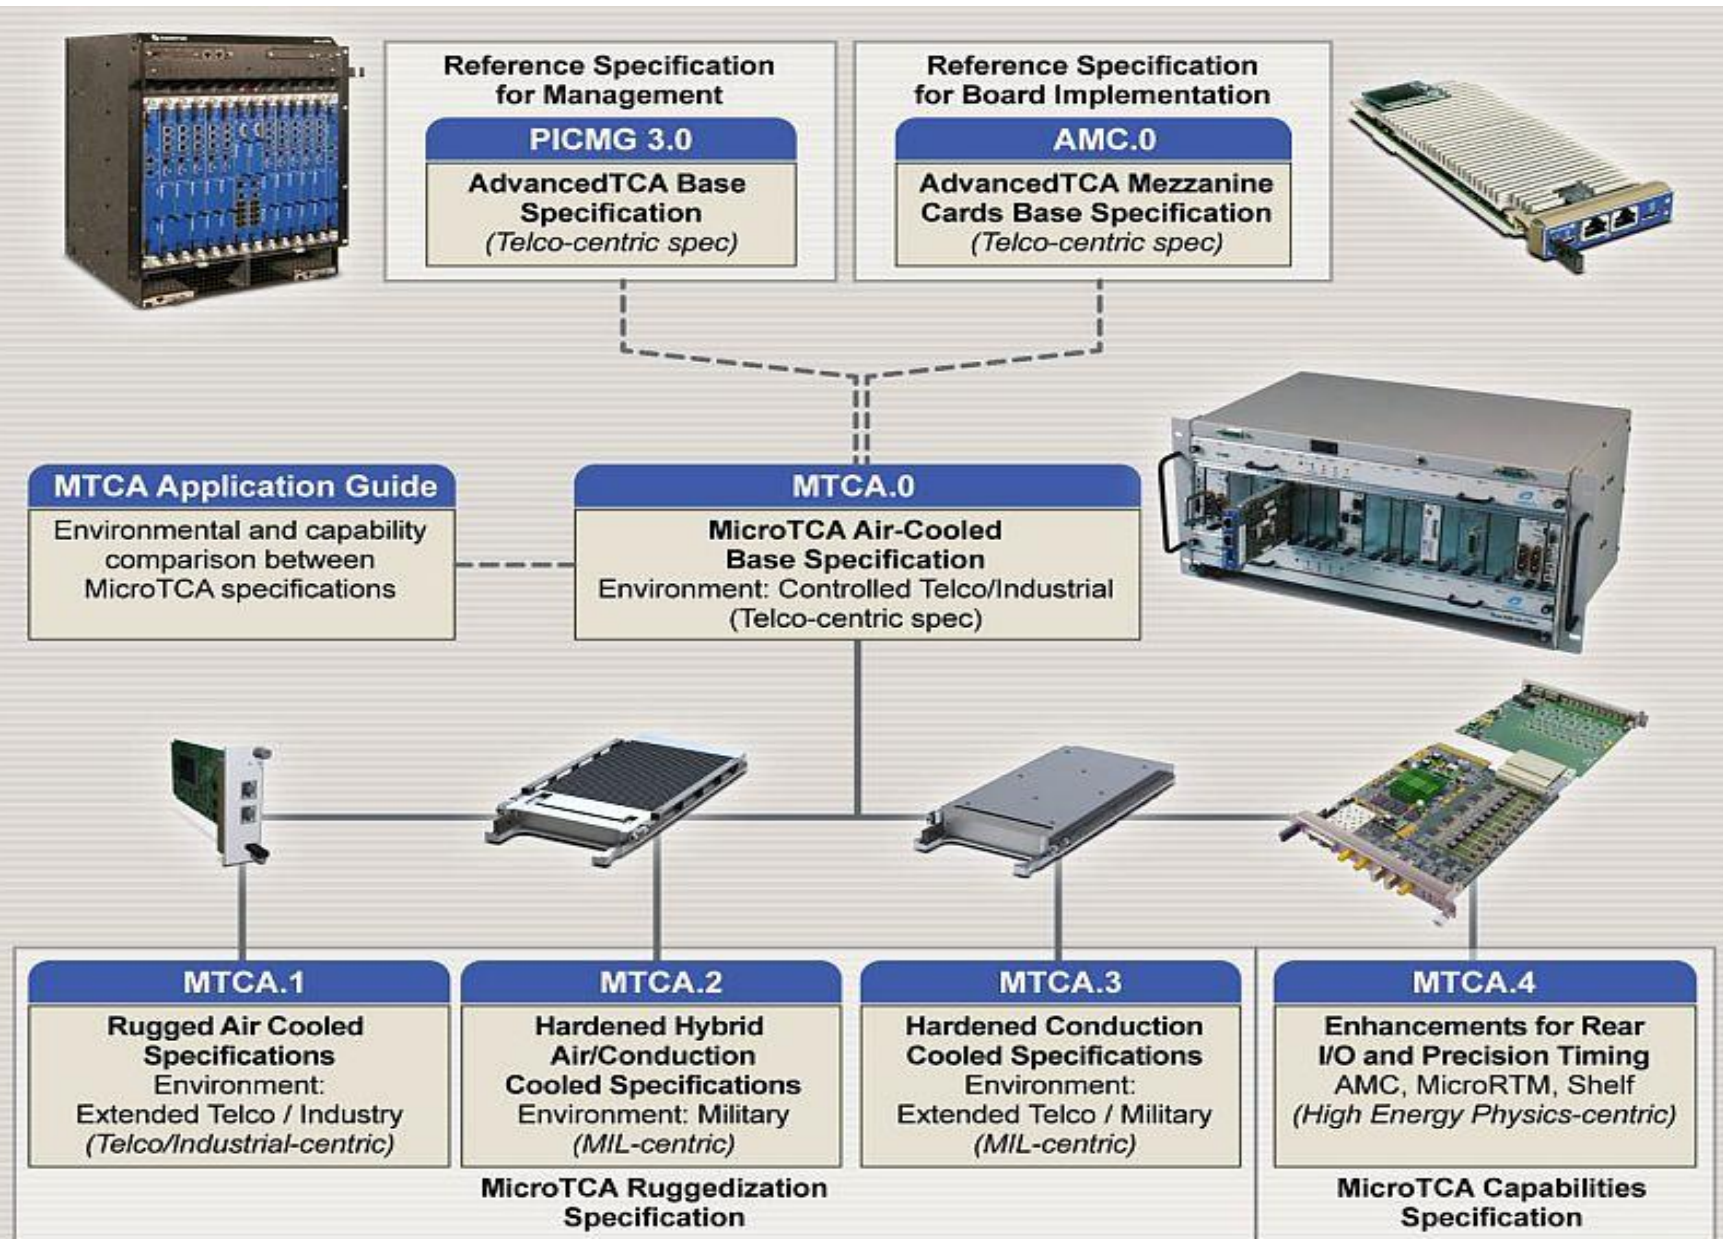 Reference Specification
for Management
PICMG 3.0
AdvancedTCA Base
Specification
(Telco-centric spec)
Reference Specification
for Board Implementation
AMC.0
AdvancedTCA Mezzanine
Cards Base Specification
(Telco-centric spec)
MTCA Application Guide
Environmental and capability
comparison between
MicroTCA specifications
MTCA.0
MicroTCA Air-Cooled
Base Specification
Environment: Controlled Telco/Industrial
(Telco-centric spec)
MTCA.1
Rugged Air Cooled
Specifications
Environment:
Extended Telco / Industry
(Telco/Industrial-centric)
MTCA.2
Hardened Hybrid
Air/Conduction
Cooled Specifications
Environment: Military
(MIL-centric)
MTCA.3
Hardened Conduction
Cooled Specifications
Environment:
Extended Telco / Military
(MIL-centric)
MicroTCA Ruggedization
Specification
MTCA.4
Enhancements for Rear
I/O and Precision Timing
AMC, MicroRTM, Shelf
(High Energy Physics-centric)
MicroTCA Capabilities
Specification